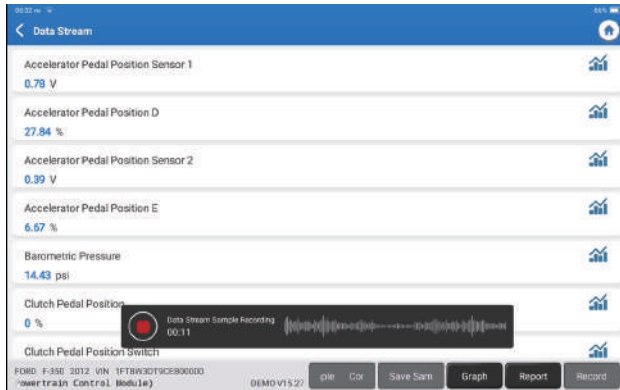 Data Stream
Accelerator Pedal Position Sensor 1
0.78 V
Accelerator Pedal Position D
27.84 %
Accelerator Pedal Position Sensor 2
0.39 V
Accelerator Pedal Position E
6.67 %
Barometric Pressure
14.43 psi
Clutch Pedal Position
0 %
Data Stream Sample Recording
00:11
Clutch Pedal Position Switch
FORD F-350 2012 VIN 1FT8W3DT9CEB00000
owertrain Control Module)
DEMO V15.27
ple Cor
Save Sam
Graph
Report
Record